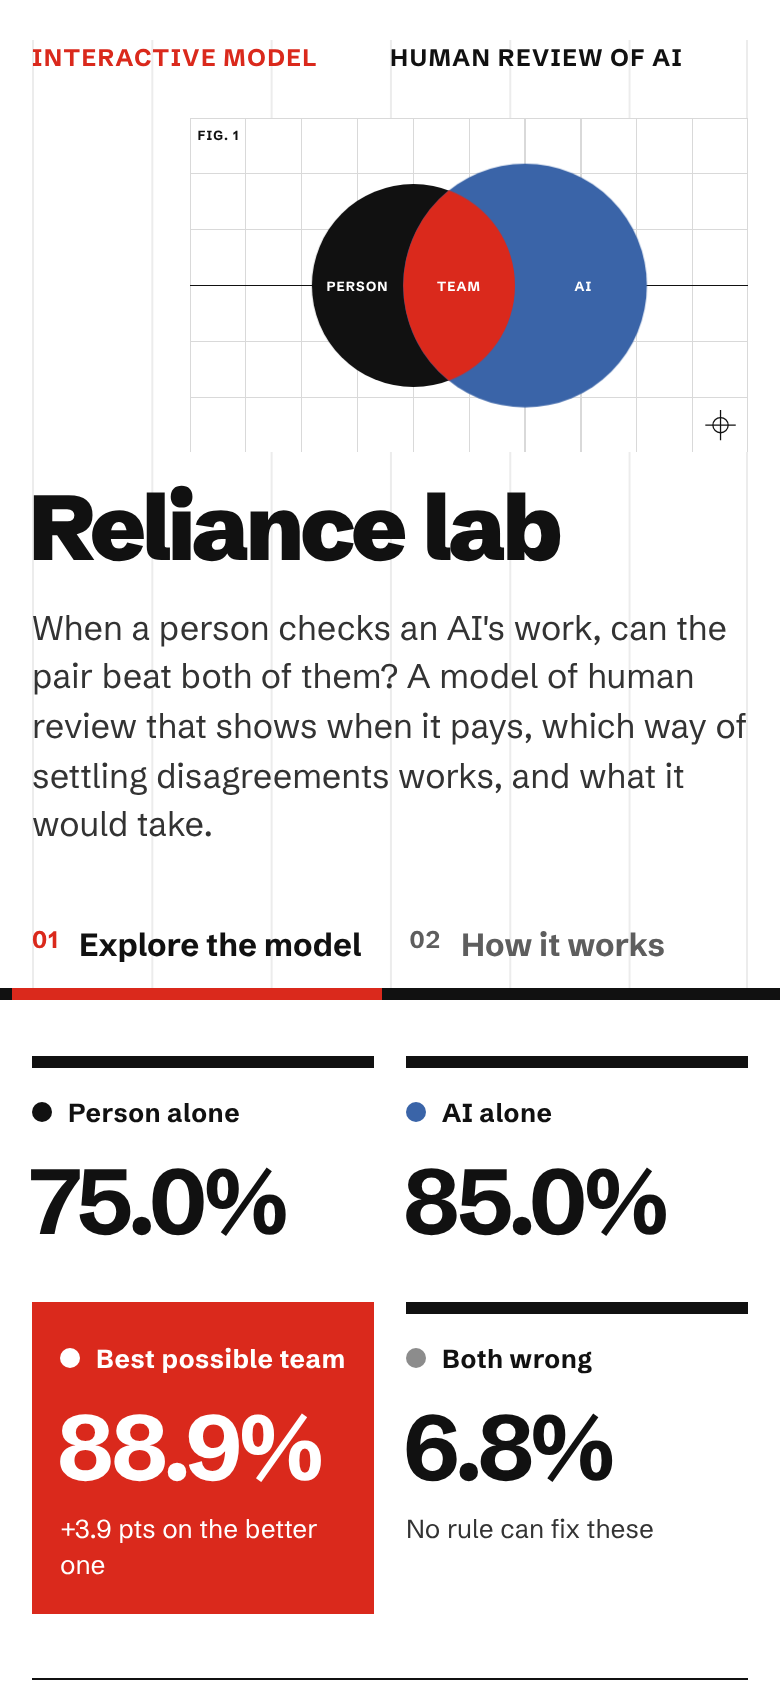 INTERACTIVE MODEL
HUMAN REVIEW OF AI
FIG. 1
PERSON
TEAM
AI
Reliance lab
When a person checks an AI's work, can the
pair beat both of them? A model of human
review that shows when it pays, which way of
settling disagreements works, and what it
would take.
01 Explore the model
02 How it works
Person alone
75.0%
AI alone
85.0%
Best possible team
88.9%
+3.9 pts on the better
one
Both wrong
6.8%
No rule can fix these